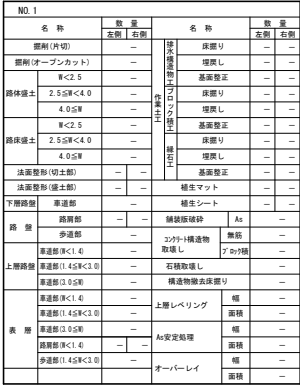 NO. 1
名 称 数 量 名 称 数 量
左側 右側 左側 右側
掘削(片切) － 排水構造物工 床掘り － －
掘削(オープンカット) － 埋戻し － －
路体盛土 W<2.5 － 作業土工 ブロック積工 基面整正 － －
2.5≦W<4.0 － 床掘り － －
4.0≦W － 埋戻し － －
路床盛土 W<2.5 － 縁石工 基面整正 － －
2.5≦W<4.0 － 床掘り － －
4.0≦W － 埋戻し － －
法面整形(切土部) － － 基面整正 － －
法面整形(盛土部) － － 植生マット －
下層路盤 車道部 － 植生シート －
路 盤 路肩部 － － 舗装版破砕 As －
歩道部 － コンクリート構造物取壊し 無筋 －
上層路盤 車道部(W<1.4) － ブロック積 －
車道部(1.4≦W<3.0) － 石積取壊し －
車道部(3.0≦W) － 構造物撤去床掘り －
表 層 車道部(W<1.4) － 上層レベリング 幅 －
車道部(1.4≦W<3.0) － 面積 －
車道部(3.0≦W) － As安定処理 幅 －
路肩部(W<1.4) － － 面積 －
歩道部(1.4≦W<3.0) － オーバーレイ 幅 －
面積 －